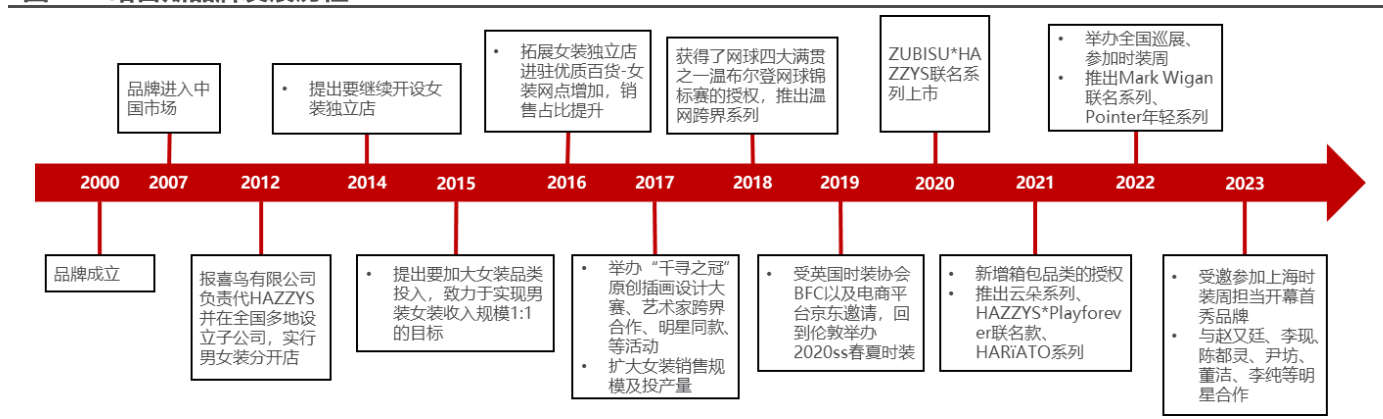 品牌进入中
国市场
• 提出要继续开设女
装独立店
• 拓展女装独立店
进驻优质百货-女
装网点增加，销
售占比提升
获得了网球四大满贯
之一温布尔登网球锦
标赛的授权，推出温
网跨界系列
ZUBISU*HA
ZZYS联名系
列上市
• 举办全国巡展、
参加时装周
• 推出Mark Wigan
联名系列、
Pointer年轻系列
2000 2007 2012 2014 2015 2016 2017 2018 2019 2020 2021 2022 2023
品牌成立
报喜鸟有限公司
负责代HAZZYS
并在全国多地设
立子公司，实行
男女装分开店
• 提出要加大女装品类
投入，致力于实现男
装女装收入规模1:1
的目标
• 举办“千寻之冠”
原创插画设计大
赛、艺术家跨界
合作、明星同款、
等活动
• 扩大女装销售规
模及投产量
• 受英国时装协会
BFC以及电商平
台京东邀请，回
到伦敦举办
2020ss春夏时装
• 新增箱包品类的授权
• 推出云朵系列、
HAZZYS*Playforev
er联名款、
HARïATO系列
• 受邀参加上海时
装周担当开幕首
秀品牌
• 与赵又廷、李现、
陈都灵、尹坊、
董洁、李纯等明
星合作